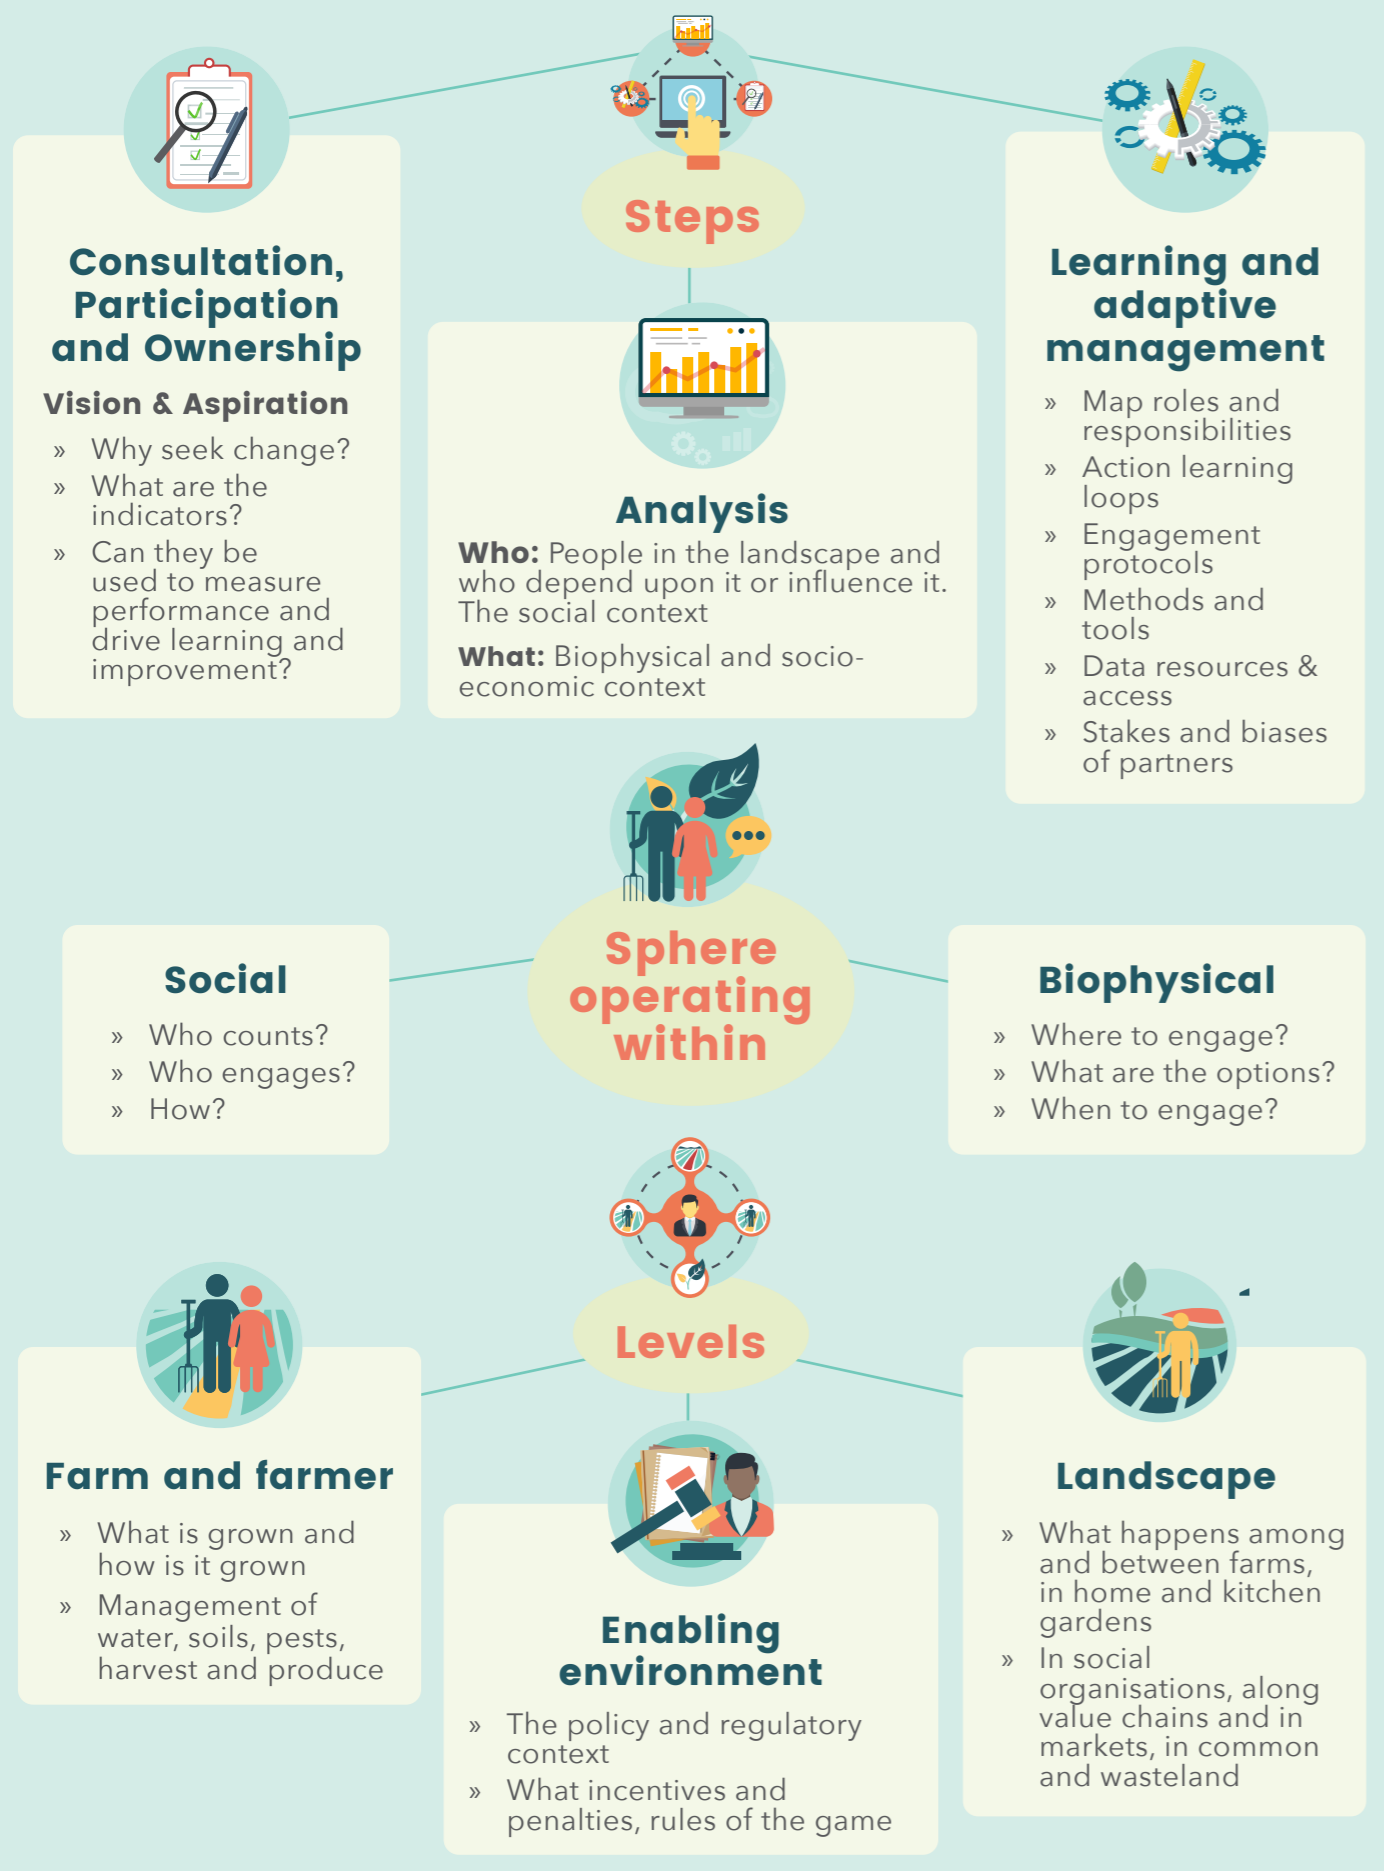 Steps
Consultation,
Participation
and Ownership
Vision & Aspiration
» Why seek change?
» What are the
indicators?
» Can they be
used to measure
performance and
drive learning and
improvement?
Analysis
Who: People in the landscape and
who depend upon it or influence it.
The social context
What: Biophysical and socio-
economic context
Learning and
adaptive
management
» Map roles and
responsibilities
» Action learning
loops
» Engagement
protocols
» Methods and
tools
» Data resources &
access
» Stakes and biases
of partners
Sphere
operating
within
Social
» Who counts?
» Who engages?
» How?
Biophysical
» Where to engage?
» What are the options?
» When to engage?
Levels
Farm and farmer
» What is grown and
how is it grown
» Management of
water, soils, pests,
harvest and produce
Enabling
environment
» The policy and regulatory
context
» What incentives and
penalties, rules of the game
Landscape
» What happens among
and between farms,
in home and kitchen
gardens
» In social
organisations, along
value chains and in
markets, in common
and wasteland